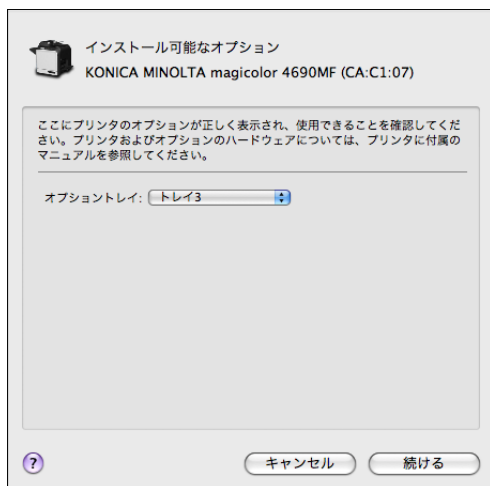 インストール可能なオプション
KONICA MINOLTA magicolor 4690MF (CA:C1:07)
ここにプリンタのオプションが正しく表示され、使用できることを確認してくだ
さい。プリンタおよびオプションのハードウェアについては、プリンタに付属の
マニュアルを参照してください。
オプショントレイ: トレイ3
? キャンセル 続ける